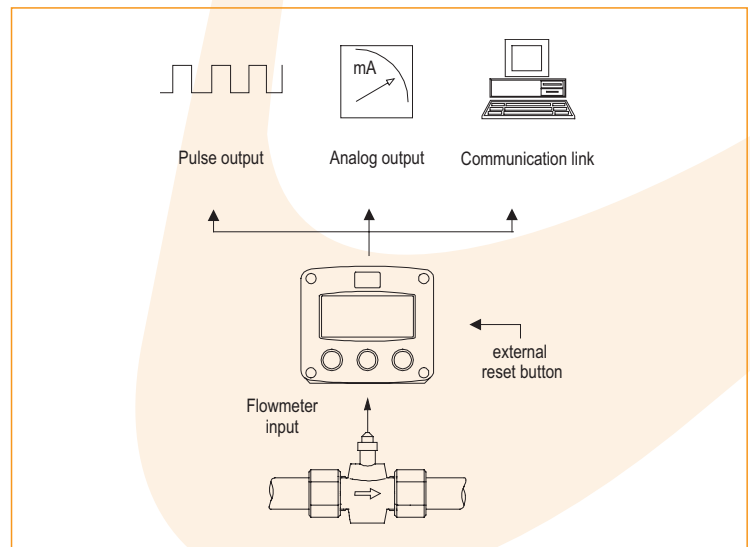 mA
Pulse output
Analog output
Communication link
external
reset button
Flowmeter
input